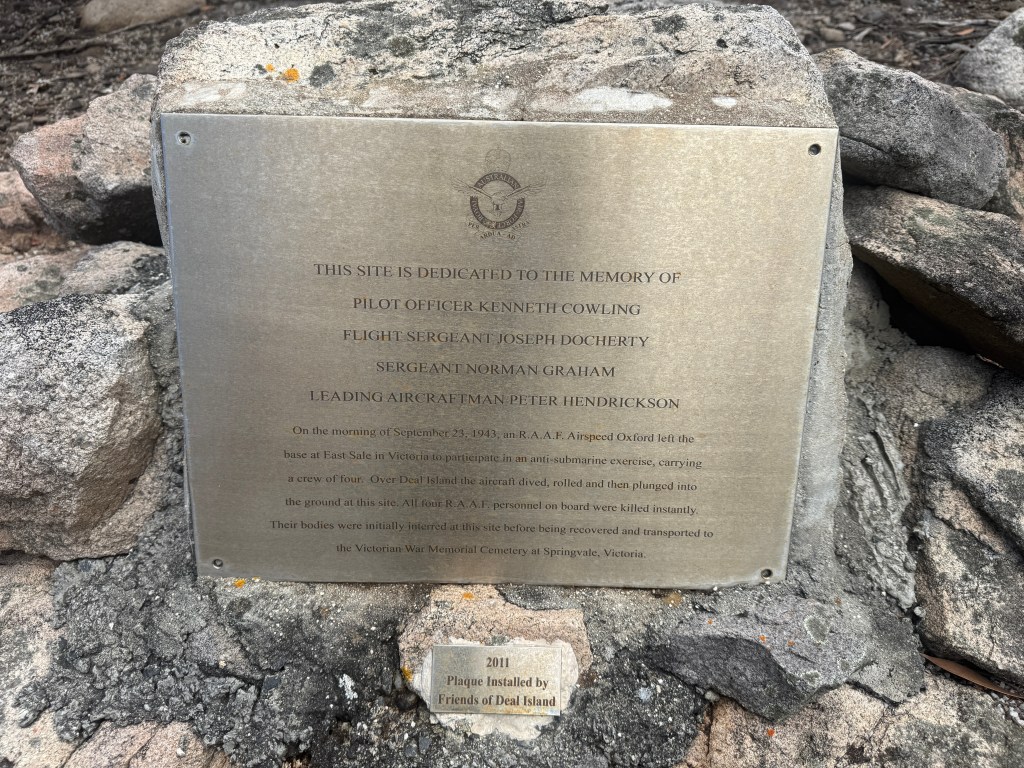 THIS SITE IS DEDICATED TO THE MEMORY OF
PILOT OFFICER KENNETH COWLING
FLIGHT SERGEANT JOSEPH DOCHERTY
SERGEANT NORMAN GRAHAM
LEADING AIRCRAFTMAN PETER HENDRICKSON
On the morning of September 23, 1943, an R.A.A.F. Airspeed Oxford left the
base at East Sale in Victoria to participate in an anti-submarine exercise, carrying
a crew of four. Over Deal Island the aircraft dived, rolled and then plunged into
the ground at this site. All four R.A.A.F. personnel on board were killed instantly.
Their bodies were initially interred at this site before being recovered and transported to
the Victorian War Memorial Cemetery at Springvale, Victoria.
2011
Plaque Installed by
Friends of Deal Island